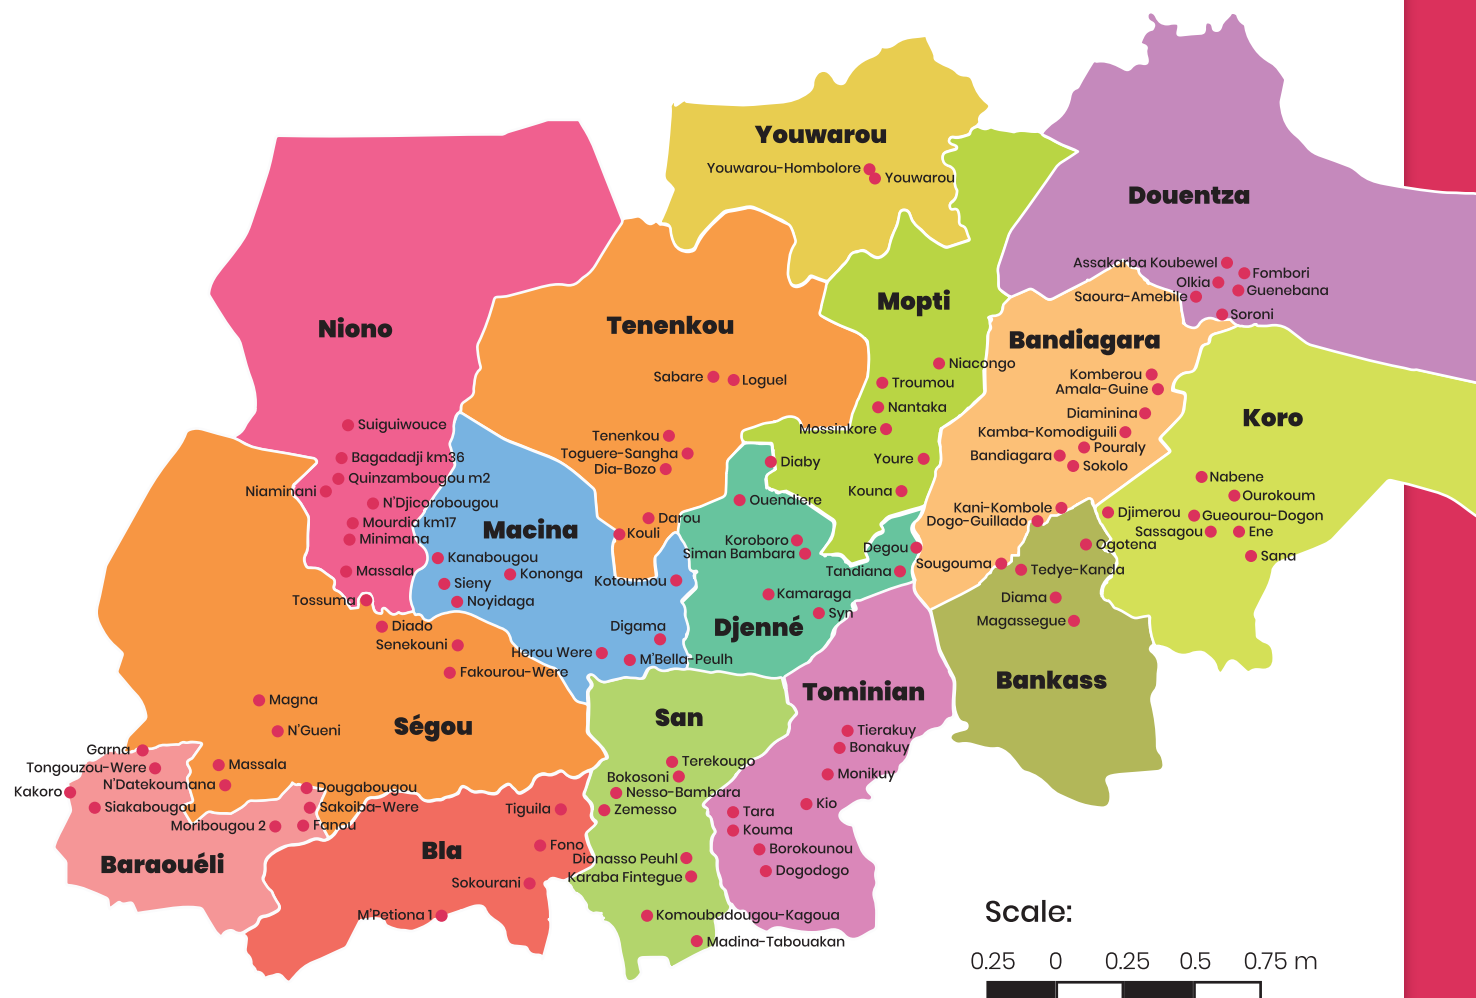 Youwarou
Youwarou-Hombolore
Youwarou
Douentza
Assakarba Koubewel
Fombori
Olkia
Guenebana
Saoura-Amebile
Soroni
Mopti
Niacongo
Troumou
Nantaka
Mossinkore
Youre
Kouna
Bandiagara
Komberou
Amala-Guine
Diaminina
Kamba-Komodiguili
Pouraly
Bandiagara
Sokolo
Kani-Kombole
Dogo-Guillado
Sougouma
Koro
Nabene
Ourokoum
Djimerou
Gueourou-Dogon
Sassagou
Ene
Sana
Niono
Suiguiwouce
Bagadadji km36
Quinzambougou m2
Niaminani
N'Djicorobougou
Mourdia km17
Minimana
Massala
Tossuma
Tenenkou
Sabare
Loguel
Tenenkou
Toguere-Sangha
Dia-Bozo
Darou
Kouli
Macina
Kanabougou
Kononga
Sieny
Noyidaga
Kotoumou
Digama
Herou Were
M'Bella-Peulh
Diaby
Ouendiere
Koroboro
Siman Bambara
Degou
Tandiana
Kamaraga
Syn
Djenné
Ogotena
Tedye-Kanda
Diama
Magassegue
Bankass
Diado
Senekouni
Fakourou-Were
Magna
N'Gueni
Ségou
Massala
N'Datekoumana
Dougabougou
Sakoiba-Were
Garna
Tongouzou-Were
Kakoro
Siakabougou
Moribougou 2
Fanou
Baraouéli
Tiguila
Fono
Bla
Sokourani
M'Petiona 1
San
Terekougo
Bokosoni
Nesso-Bambara
Zemesso
Dionasso Peuhl
Karaba Fintegue
Komoubadougou-Kagoua
Madina-Tabouakan
Tominian
Tierakuy
Bonakuy
Monikuy
Kio
Tara
Kouma
Borokounou
Dogodogo
Scale:
0.25 0 0.25 0.5 0.75 m